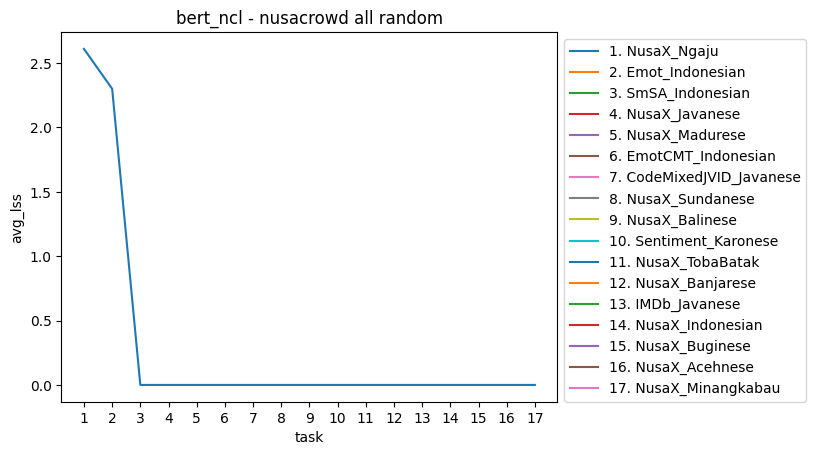 bert_ncl - nusacrowd all random
avg_lss
2.5
2.0
1.5
1.0
0.5
0.0
1 2 3 4 5 6 7 8 9 10 11 12 13 14 15 16 17
task
1. NusaX_Ngaju
2. Emot_Indonesian
3. SmSA_Indonesian
4. NusaX_Javanese
5. NusaX_Madurese
6. EmotCMT_Indonesian
7. CodeMixedJVID_Javanese
8. NusaX_Sundanese
9. NusaX_Balinese
10. Sentiment_Karonese
11. NusaX_TobaBatak
12. NusaX_Banjarese
13. IMDb_Javanese
14. NusaX_Indonesian
15. NusaX_Buginese
16. NusaX_Acehnese
17. NusaX_Minangkabau